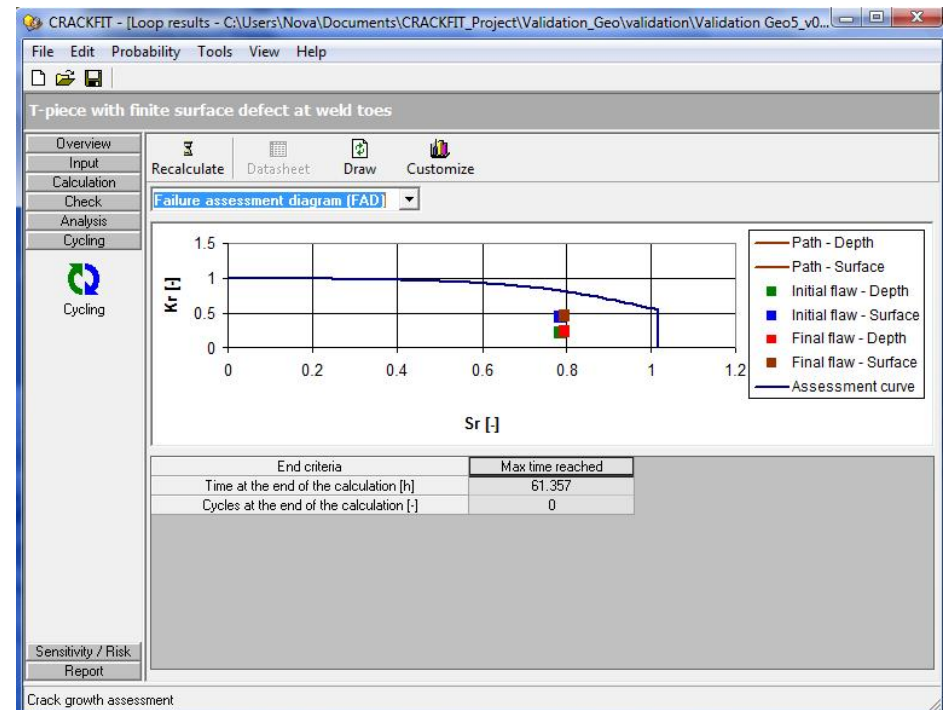 CRACKFIT - [Loop results - C:\Users\Nova\Documents\CRACKFIT_Project\Validation_Geo\validation\Validation Geo5_v0...
File Edit Probability Tools View Help
T-piece with finite surface defect at weld toes
Overview
Input
Calculation
Check
Analysis
Cycling
Cycling
Sensitivity / Risk
Report
Recalculate Datasheet Draw Customize
Failure assessment diagram (FAD)
1.5
1
0.5
0
Kr [-]
0 0.2 0.4 0.6 0.8 1 1.2
Sr [-]
Path - Depth
Path - Surface
Initial flaw - Depth
Initial flaw - Surface
Final flaw - Depth
Final flaw - Surface
Assessment curve
End criteria Max time reached
Time at the end of the calculation [h] 61.357
Cycles at the end of the calculation [-] 0
Crack growth assessment